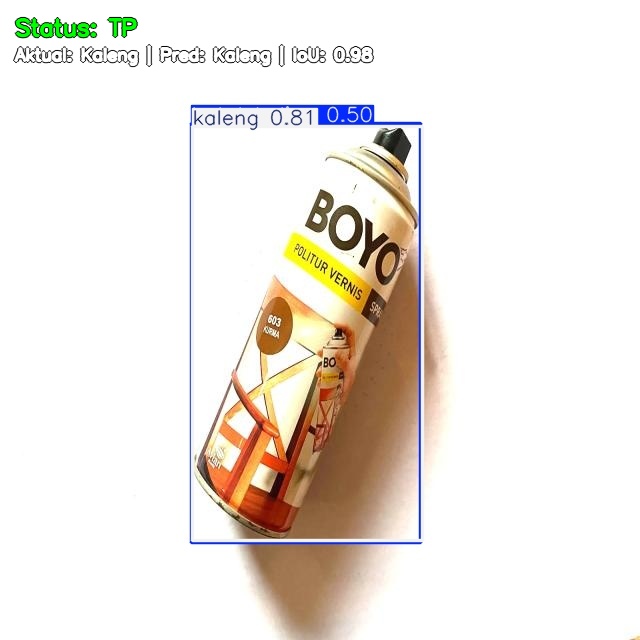 Status: TP
Aktual: Kaleng | Pred: Kaleng | IoU: 0.98
kaleng 0.81
0.50
BOYO
POLITUR VERNIS
603
KURMA
BO